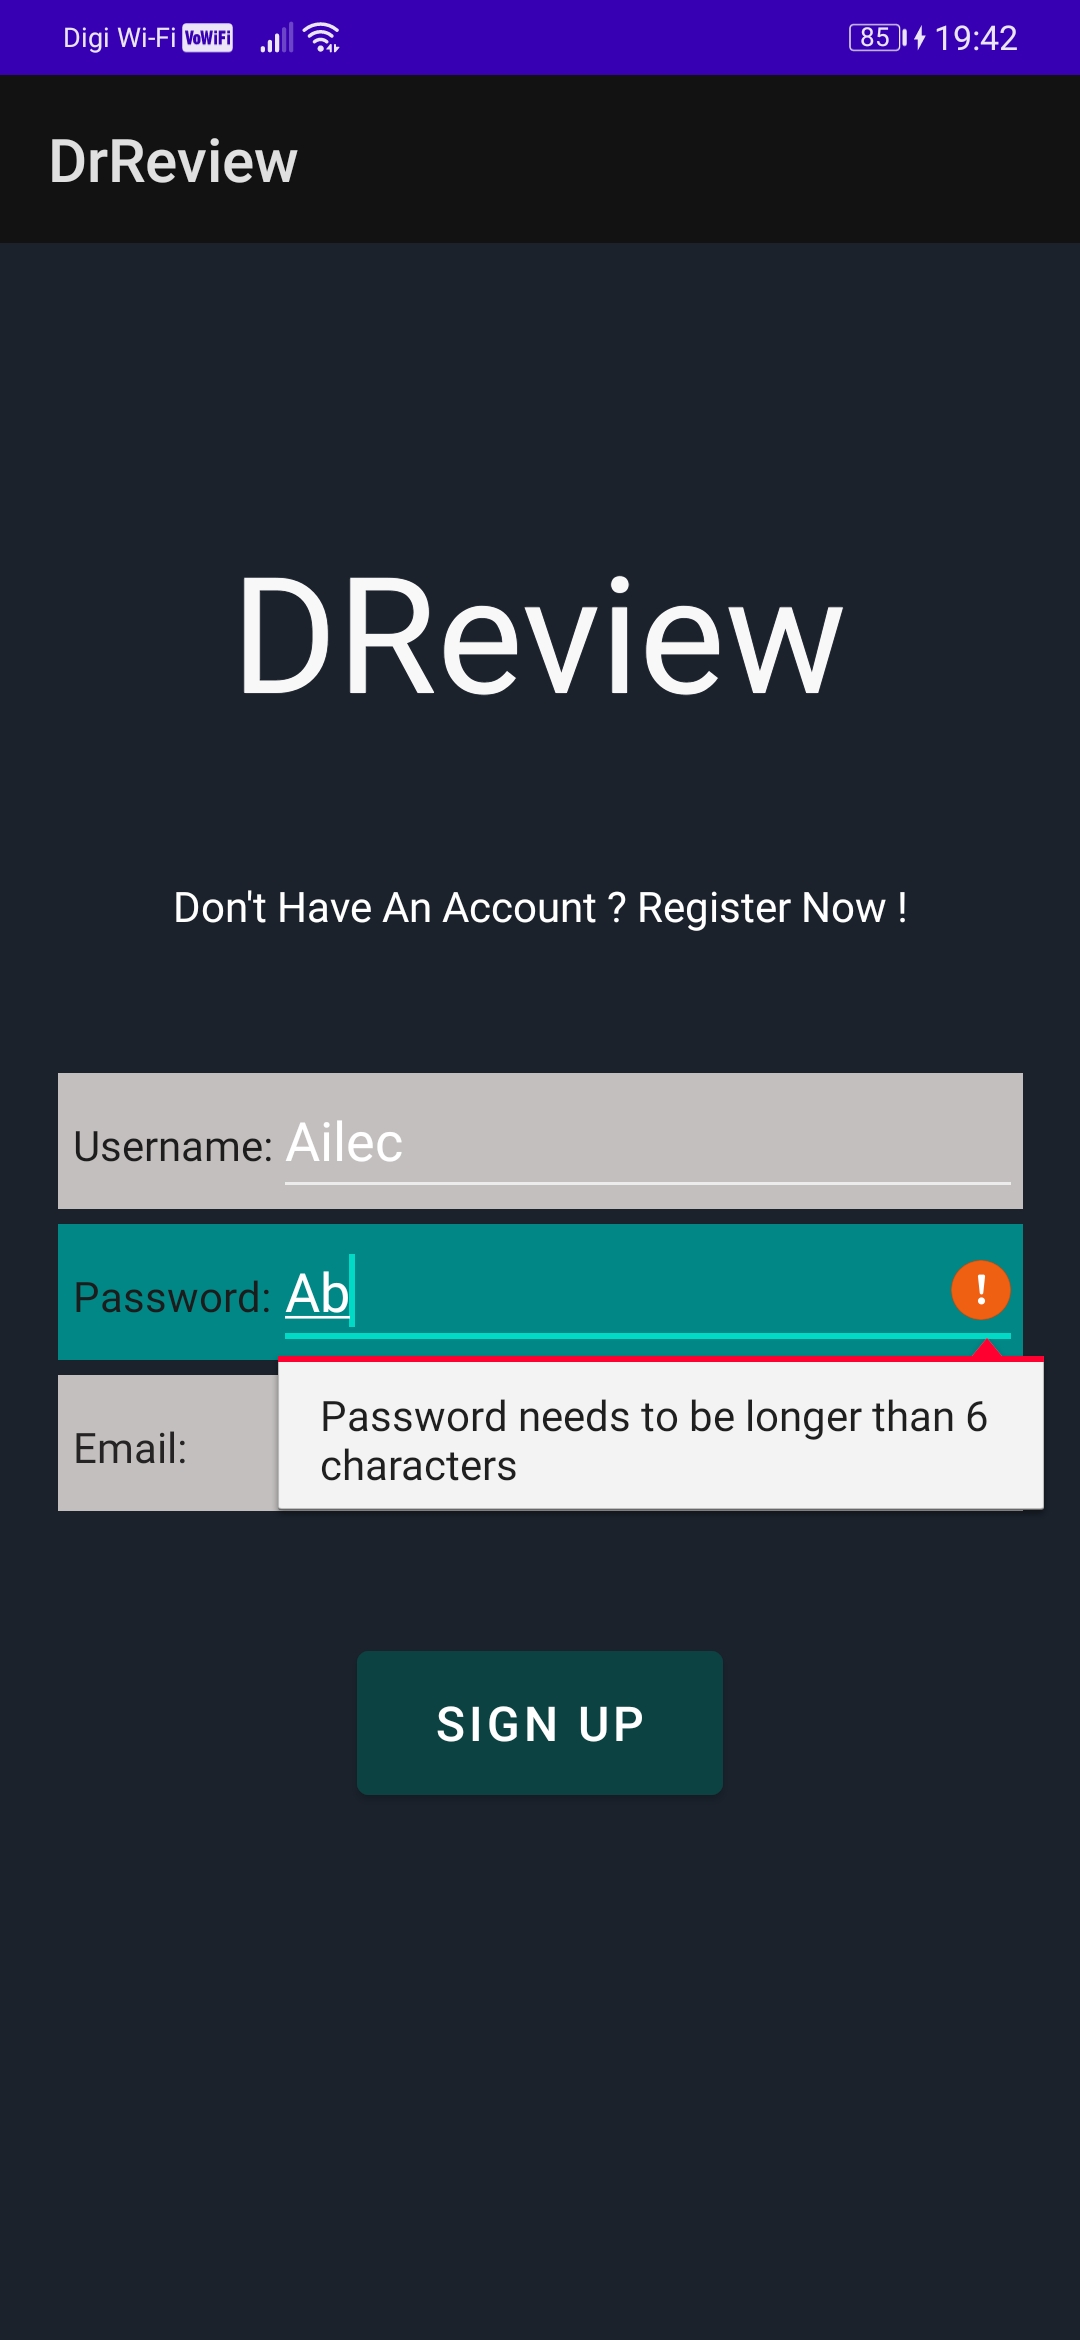 Digi Wi-Fi VoWiFi 85 19:42
DrReview
DReview
Don't Have An Account ? Register Now !
Username: Ailec
Password: Ab !
Password needs to be longer than 6
characters
Email:
SIGN UP